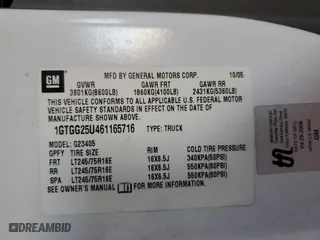 GM
MFD BY GENERAL MOTORS CORP. 10/05
GVWR GAWR FRT GAWR RR
3901KG(8600LB) 1860KG(4100LB) 2431KG(5360LB)
THIS VEHICLE CONFORMS TO ALL APPLICABLE U.S. FEDERAL MOTOR
VEHICLE SAFETY STANDARDS IN EFFECT ON THE DATE OF
MANUFACTURE SHOWN ABOVE.
1GTGG25U461165716 TYPE: TRUCK
MODEL: G23405
GPFY TIRE SIZE RIM COLD TIRE PRESSURE
FRT LT245/75R16E 16X6.5J 340KPA(50PSI)
RR LT245/75R16E 16X6.5J 550KPA(80PSI)
SPA LT245/75R16E 16X6.5J 550KPA(80PSI)
SEE OWNER'S MANUAL FOR MORE INFORMATION.